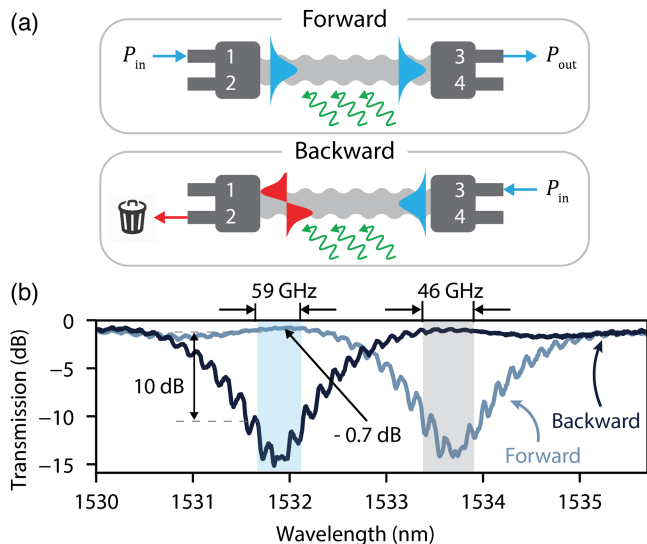 (a)
Forward
P_in
1
2
3
4
P_out
Backward
1
2
3
4
P_in
(b)
59 GHz
46 GHz
Transmission (dB)
0
−5
−10
−15
10 dB
- 0.7 dB
Backward
Forward
1530
1531
1532
1533
1534
1535
Wavelength (nm)